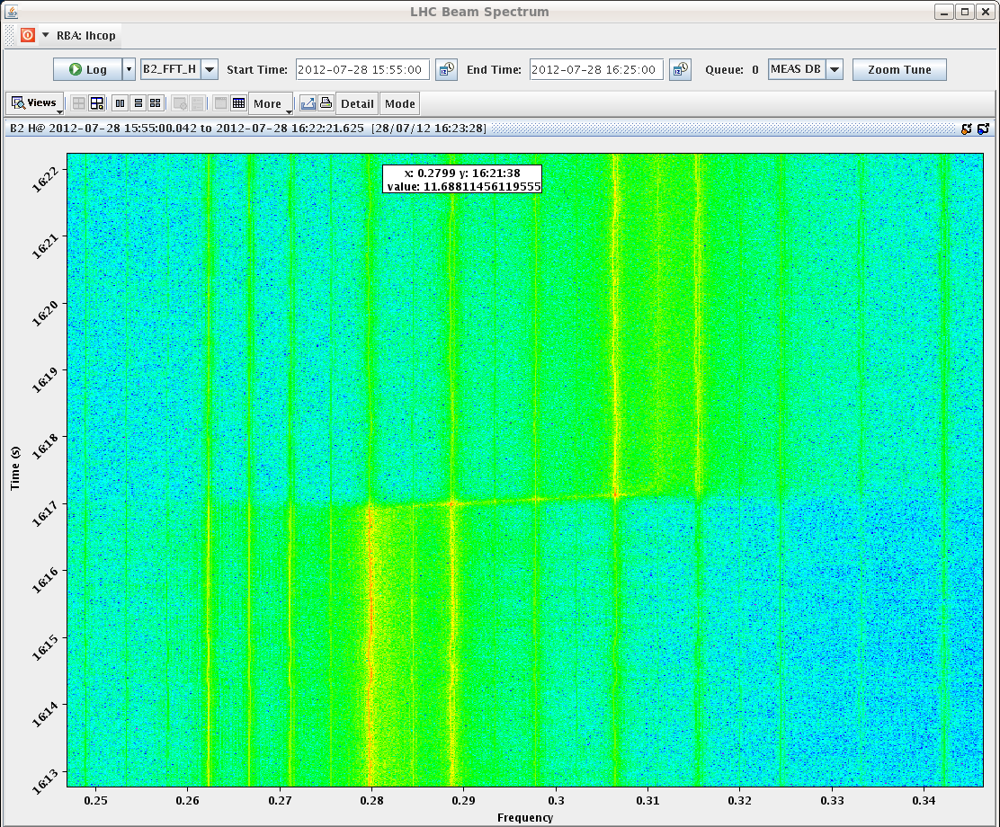 LHC Beam Spectrum
RBA: lhcop
Log B2_FFT_H Start Time: 2012-07-28 15:55:00 End Time: 2012-07-28 16:25:00 Queue: 0 MEAS DB Zoom Tune
Views More Detail Mode
B2 H@ 2012-07-28 15:55:00.042 to 2012-07-28 16:22:21.625 [28/07/12 16:23:28]
x: 0.2799 y: 16:21:38
value: 11.68811456119555
16:22
16:21
16:20
16:19
16:18
16:17
16:16
16:15
16:14
16:13
Time (s)
0.25 0.26 0.27 0.28 0.29 0.3 0.31 0.32 0.33 0.34
Frequency